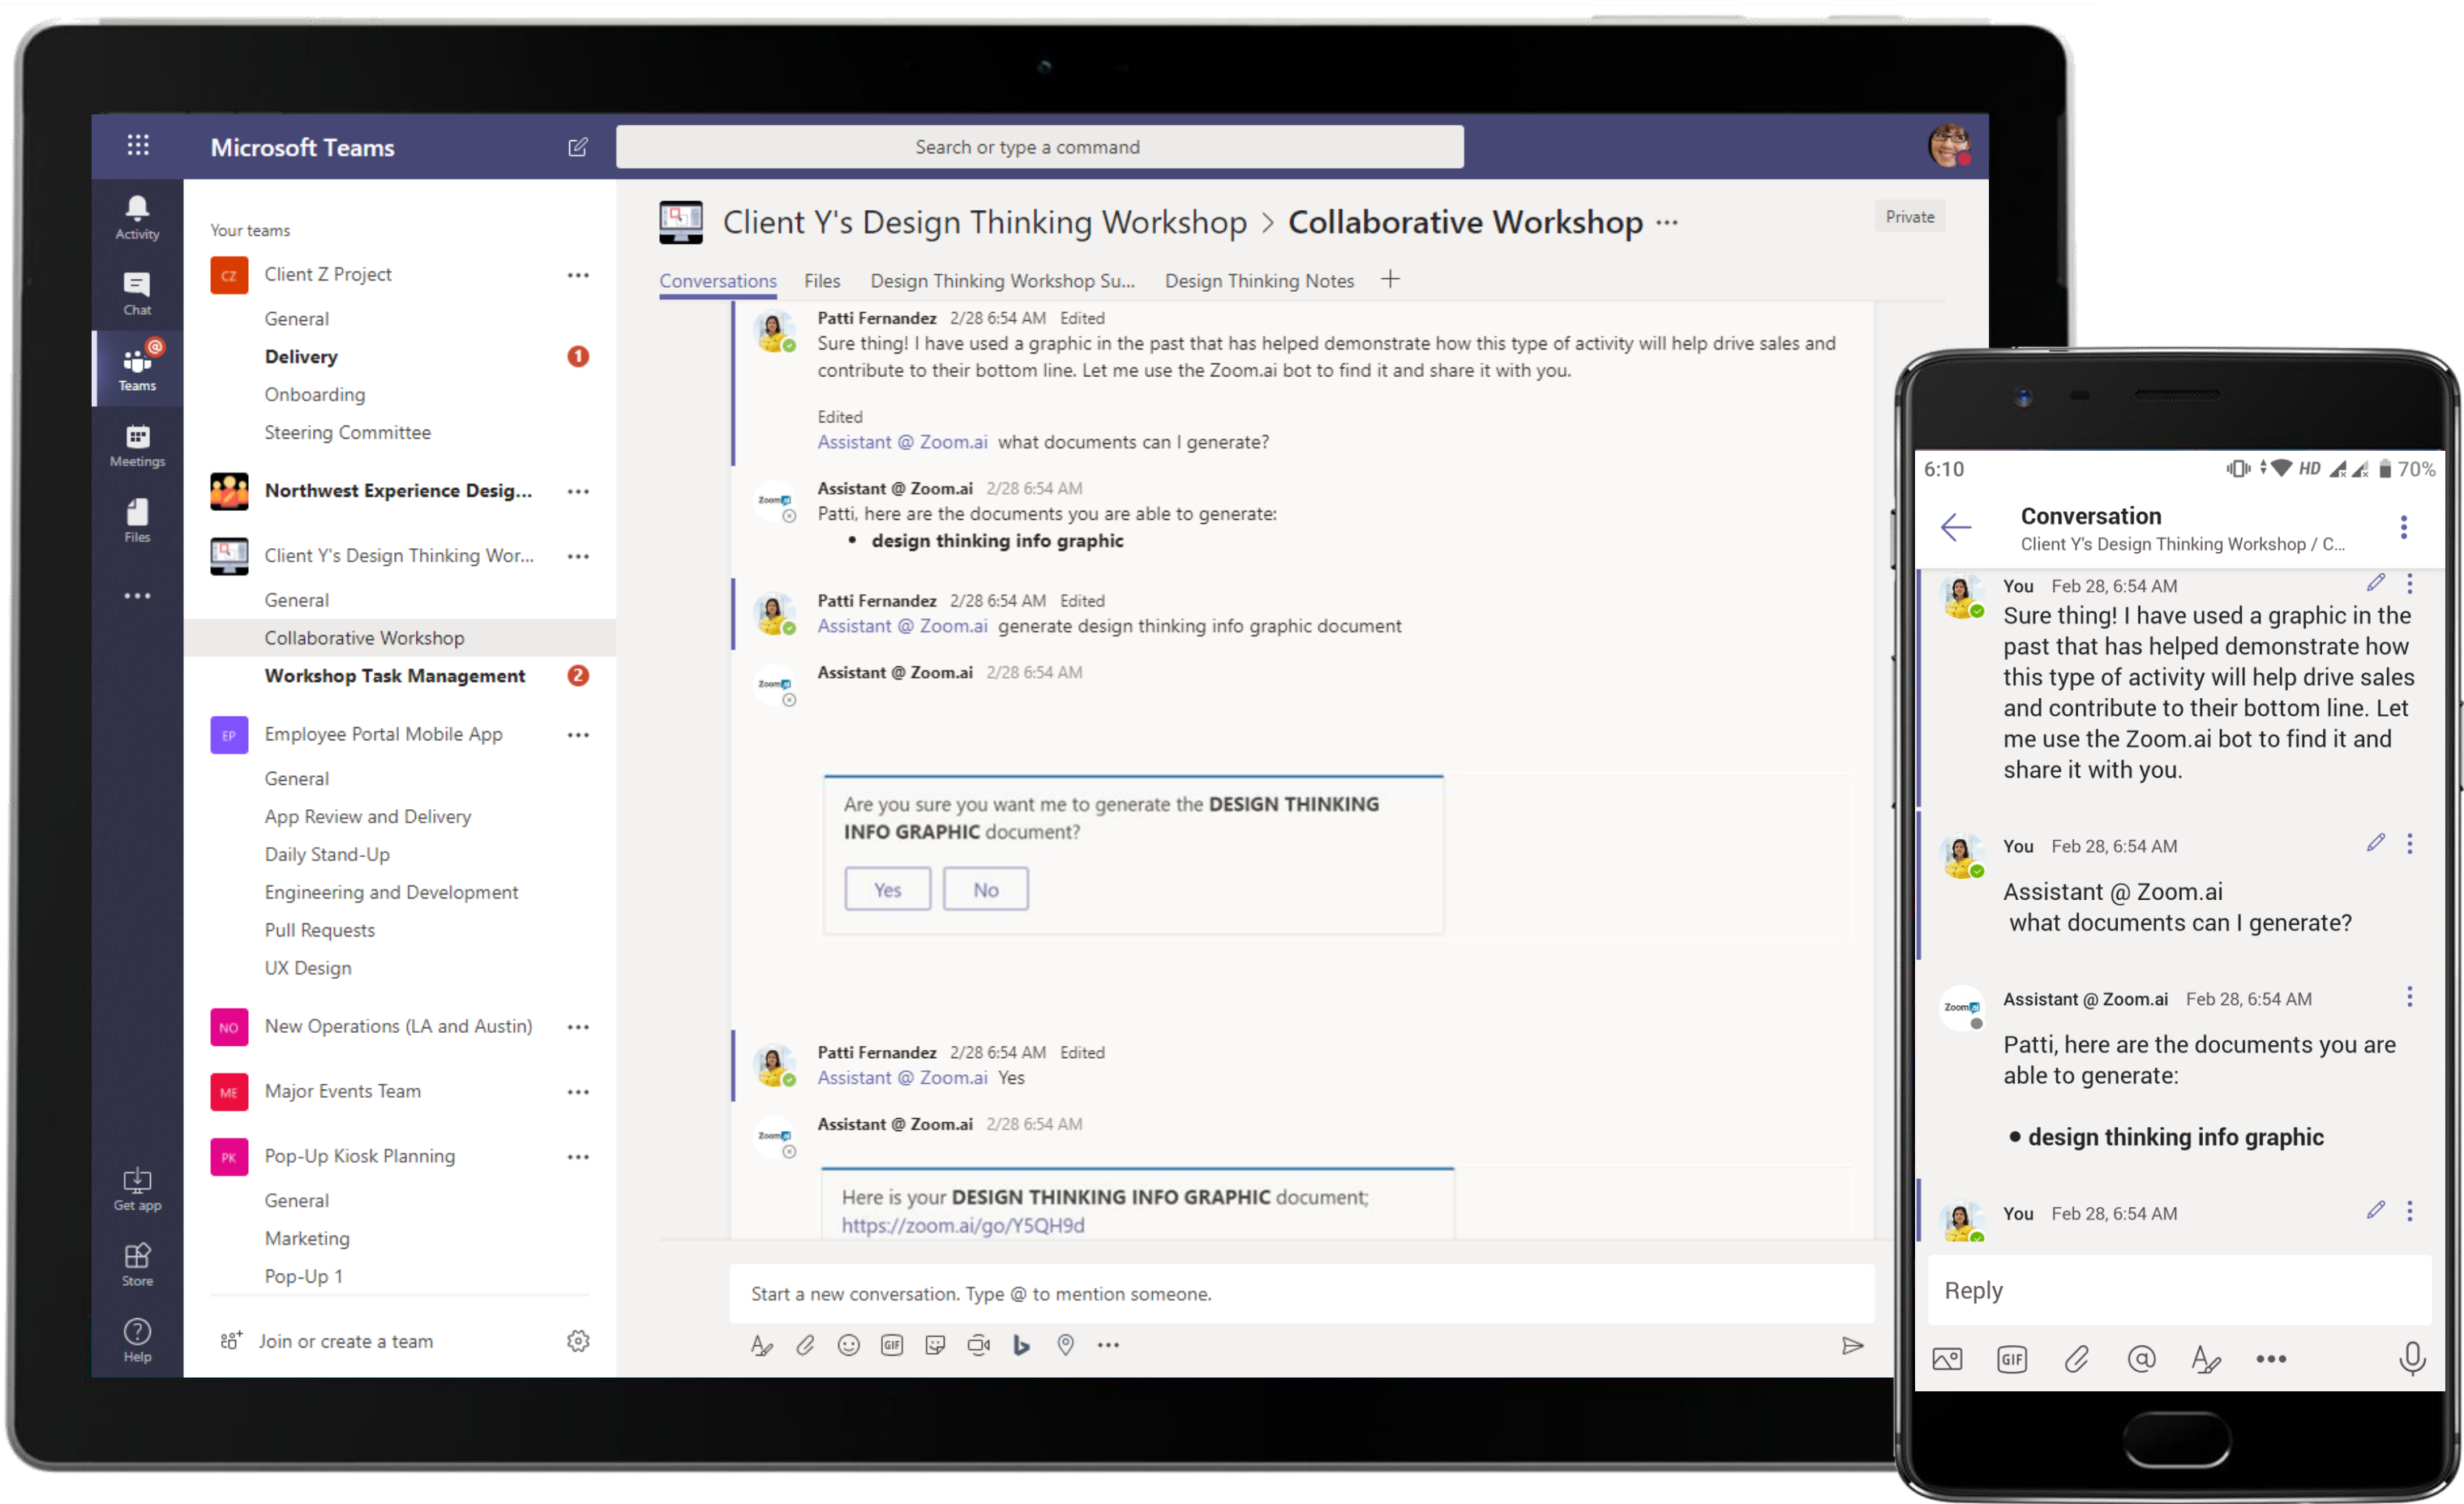 Microsoft Teams
Search or type a command
Activity
Chat
Teams
Meetings
Files
Get app
Store
Help
Your teams
CZ Client Z Project
General
Delivery 1
Onboarding
Steering Committee
Northwest Experience Desig...
Client Y's Design Thinking Wor...
General
Collaborative Workshop
Workshop Task Management 2
EP Employee Portal Mobile App
General
App Review and Delivery
Daily Stand-Up
Engineering and Development
Pull Requests
UX Design
NO New Operations (LA and Austin)
ME Major Events Team
PK Pop-Up Kiosk Planning
General
Marketing
Pop-Up 1
Join or create a team
Client Y's Design Thinking Workshop > Collaborative Workshop ...
Private
Conversations Files Design Thinking Workshop Su... Design Thinking Notes +
Patti Fernandez 2/28 6:54 AM Edited
Sure thing! I have used a graphic in the past that has helped demonstrate how this type of activity will help drive sales and
contribute to their bottom line. Let me use the Zoom.ai bot to find it and share it with you.
Edited
Assistant @ Zoom.ai what documents can I generate?
Zoom.ai
Assistant @ Zoom.ai 2/28 6:54 AM
Patti, here are the documents you are able to generate:
• design thinking info graphic
Patti Fernandez 2/28 6:54 AM Edited
Assistant @ Zoom.ai generate design thinking info graphic document
Zoom.ai
Assistant @ Zoom.ai 2/28 6:54 AM
Are you sure you want me to generate the DESIGN THINKING
INFO GRAPHIC document?
Yes No
Patti Fernandez 2/28 6:54 AM Edited
Assistant @ Zoom.ai Yes
Zoom.ai
Assistant @ Zoom.ai 2/28 6:54 AM
Here is your DESIGN THINKING INFO GRAPHIC document;
https://zoom.ai/go/Y5QH9d
Start a new conversation. Type @ to mention someone.
GIF
6:10 HD 70%
Conversation
Client Y's Design Thinking Workshop / C...
You Feb 28, 6:54 AM
Sure thing! I have used a graphic in the
past that has helped demonstrate how
this type of activity will help drive sales
and contribute to their bottom line. Let
me use the Zoom.ai bot to find it and
share it with you.
You Feb 28, 6:54 AM
Assistant @ Zoom.ai
what documents can I generate?
Zoom.ai
Assistant @ Zoom.ai Feb 28, 6:54 AM
Patti, here are the documents you are
able to generate:
• design thinking info graphic
You Feb 28, 6:54 AM
Reply
GIF